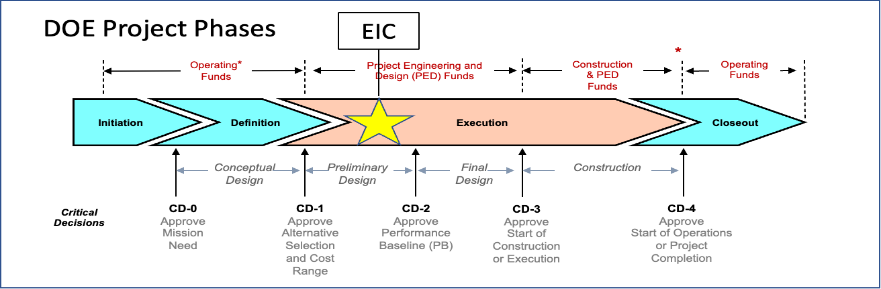 DOE Project Phases
EIC
*
Operating*
Funds
Project Engineering and
Design (PED) Funds
Construction
& PED
Funds
Operating
Funds
Initiation
Definition
Execution
Closeout
Conceptual
Design
Preliminary
Design
Final
Design
Construction
Critical
Decisions
CD-0
Approve
Mission
Need
CD-1
Approve
Alternative
Selection
and Cost
Range
CD-2
Approve
Performance
Baseline (PB)
CD-3
Approve
Start of
Construction
or Execution
CD-4
Approve
Start of Operations
or Project
Completion